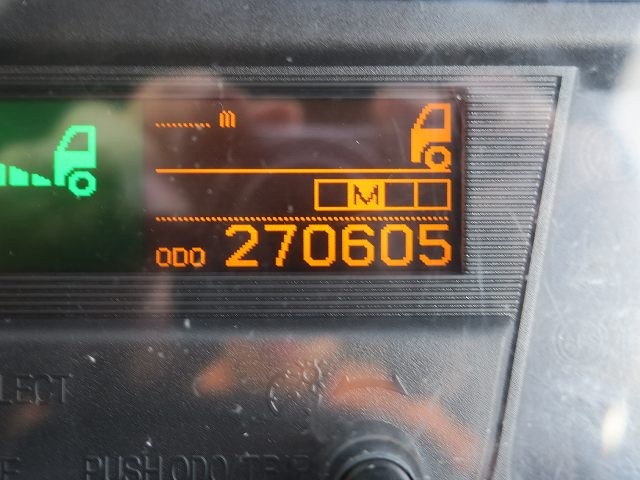 ....... m
M
ODO 270605
LECT
PUSH.ODO/TRIP